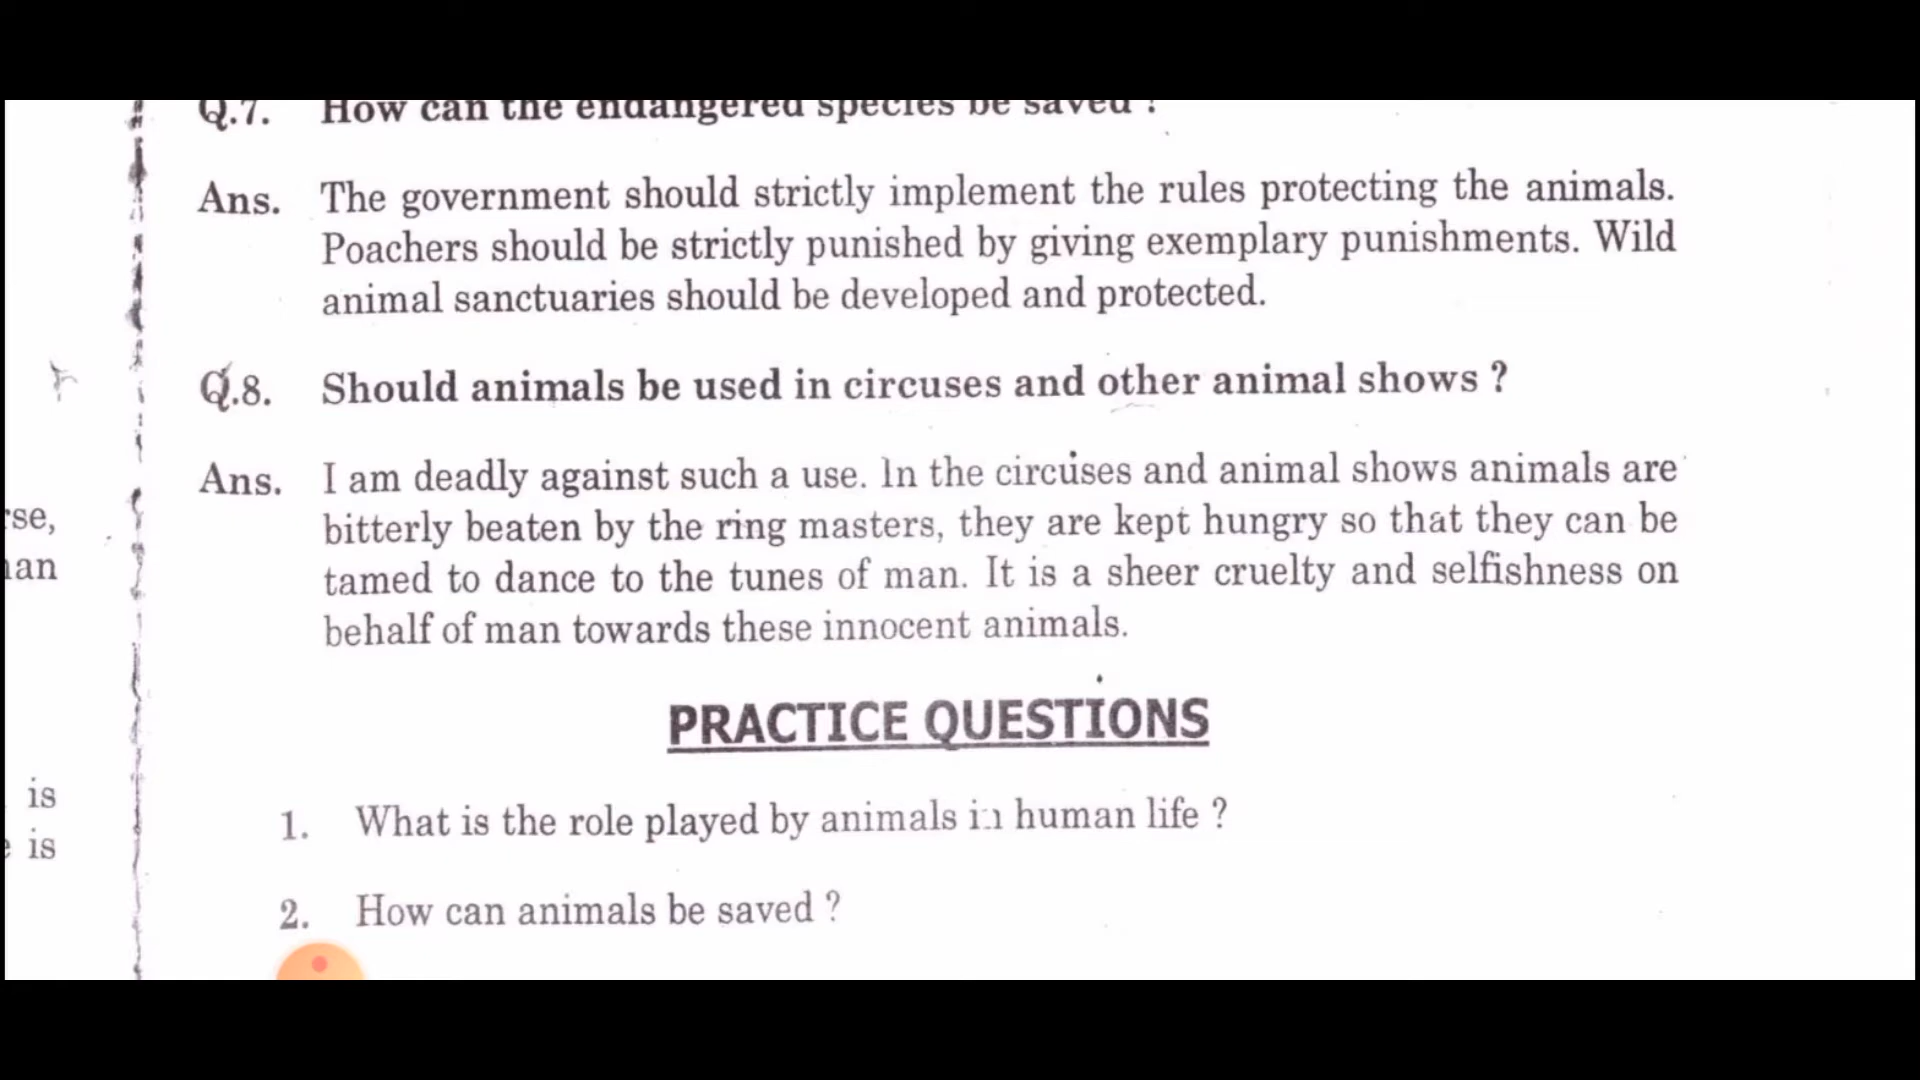 Q.7. How can the endangered species be saved ?
Ans. The government should strictly implement the rules protecting the animals.
Poachers should be strictly punished by giving exemplary punishments. Wild
animal sanctuaries should be developed and protected.
Q.8. Should animals be used in circuses and other animal shows ?
Ans. I am deadly against such a use. In the circuses and animal shows animals are
bitterly beaten by the ring masters, they are kept hungry so that they can be
tamed to dance to the tunes of man. It is a sheer cruelty and selfishness on
behalf of man towards these innocent animals.
PRACTICE QUESTIONS
1. What is the role played by animals in human life ?
2. How can animals be saved ?
is
is